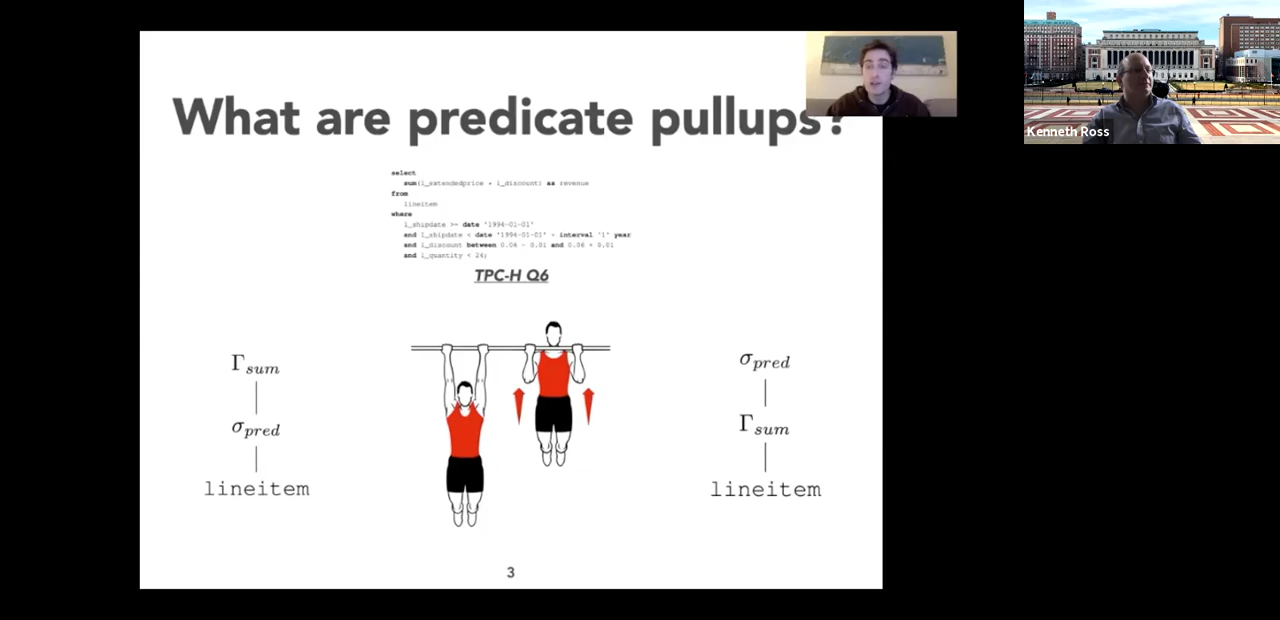 What are predicate pullups?
select
sum(l_extendedprice * l_discount) as revenue
from
lineitem
where
l_shipdate >= date '1994-01-01'
and l_shipdate < date '1994-01-01' + interval '1' year
and l_discount between 0.06 - 0.01 and 0.06 + 0.01
and l_quantity < 24;
TPC-H Q6
Γsum
σpred
lineitem
σpred
Γsum
lineitem
3
Kenneth Ross